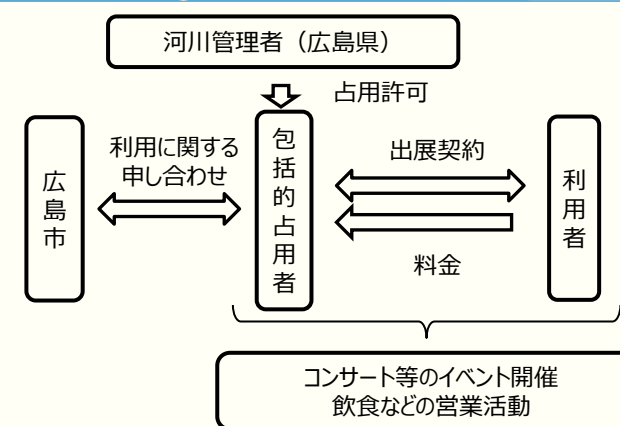 河川管理者（広島県）
占用許可
広島市
利用に関する
申し合わせ
包括的占用者
出展契約
料金
利用者
コンサート等のイベント開催
飲食などの営業活動